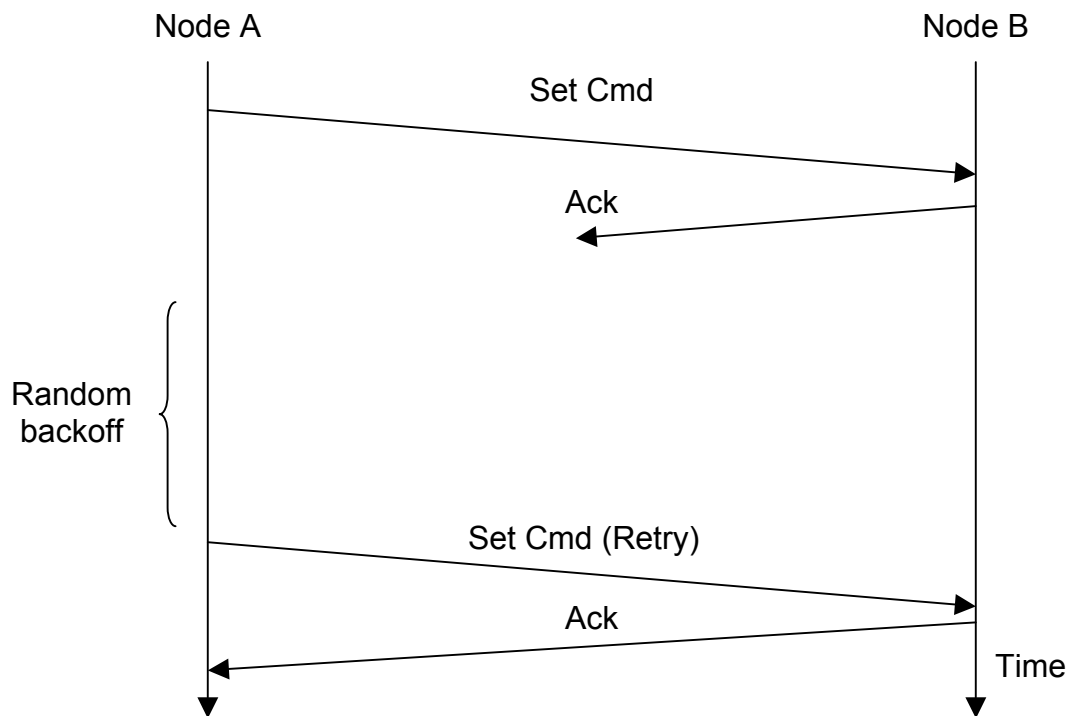 Node A
Node B
Set Cmd
Ack
Random
backoff
Set Cmd (Retry)
Ack
Time